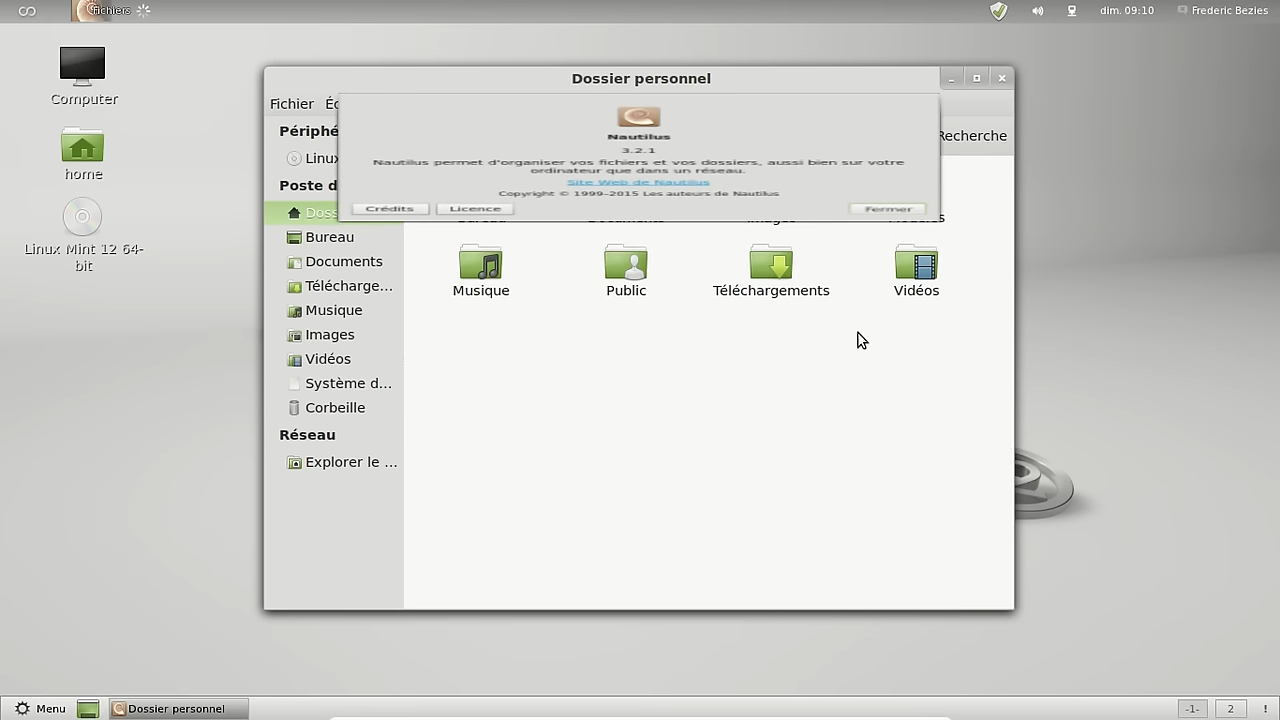 fichiers
dim. 09:10
Frederic Bezies
Computer
home
Linux Mint 12 64-
bit
Dossier personnel
Fichier
Recherche
Nautilus
3.2.1
Nautilus permet d'organiser vos fichiers et vos dossiers, aussi bien sur votre
ordinateur que dans un réseau.
Site Web de Nautilus
Copyright © 1999–2015 Les auteurs de Nautilus
Crédits
Licence
Fermer
Périphé
Linux
Poste d
Doss
Bureau
Documents
Télécharge...
Musique
Images
Vidéos
Système d...
Corbeille
Réseau
Explorer le ...
Musique
Public
Téléchargements
Vidéos
Menu
Dossier personnel
-1-
2
!